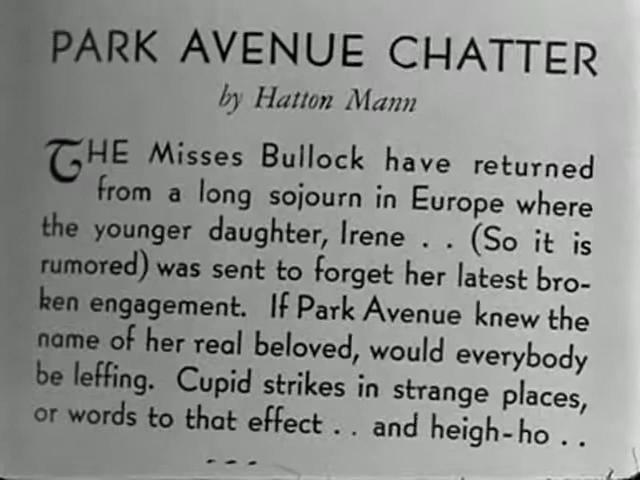 PARK AVENUE CHATTER
by Hatton Mann
THE Misses Bullock have returned
from a long sojourn in Europe where
the younger daughter, Irene . . (So it is
rumored) was sent to forget her latest bro-
ken engagement. If Park Avenue knew the
name of her real beloved, would everybody
be leffing. Cupid strikes in strange places,
or words to that effect . . and heigh-ho . .
- - -